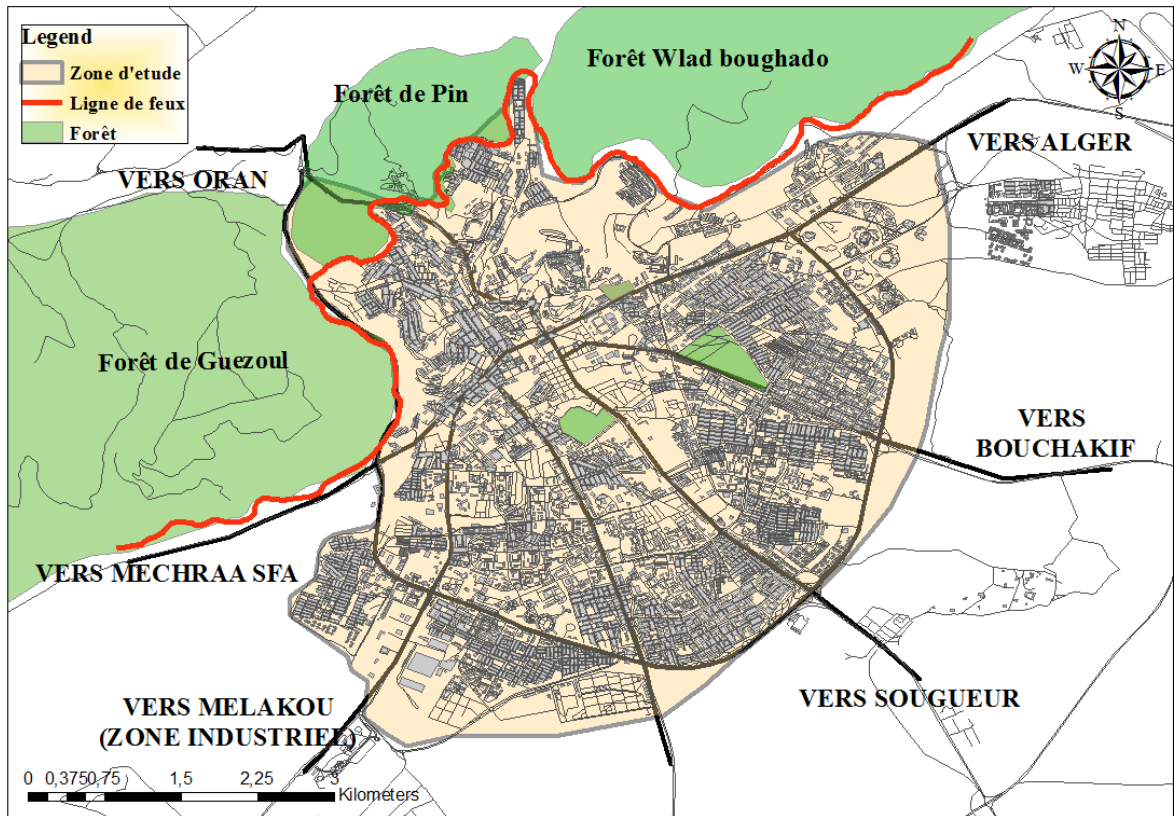 Legend
Zone d'etude
Ligne de feux
Forêt
Forêt Wlad boughado
Forêt de Pin
N
W E
S
VERS ALGER
VERS ORAN
Forêt de Guezoul
VERS
BOUCHAKIF
VERS MECHRAA SFA
VERS SOUGUEUR
VERS MELAKOU
(ZONE INDUSTRIEL)
0 0,375 0,75 1,5 2,25 3
Kilometers